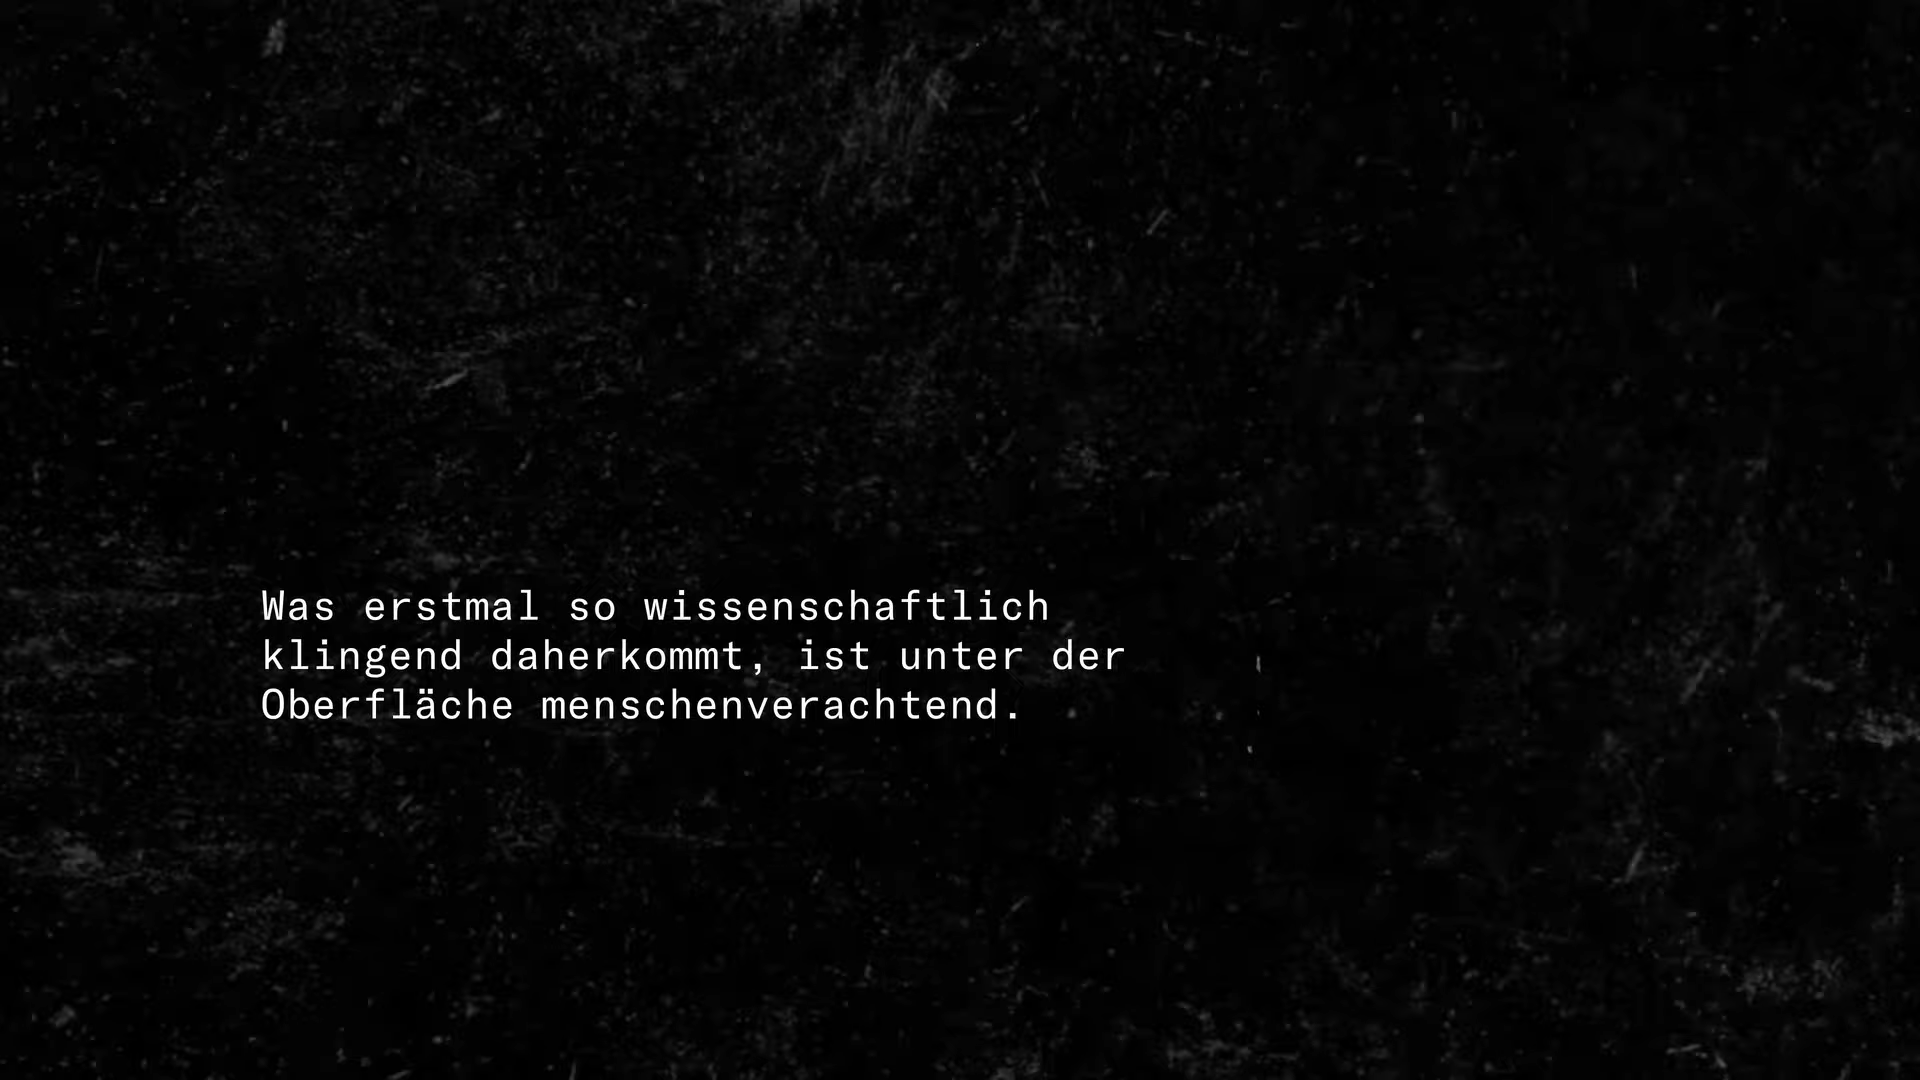 Was erstmal so wissenschaftlich
klingend daherkommt, ist unter der
Oberfläche menschenverachtend.